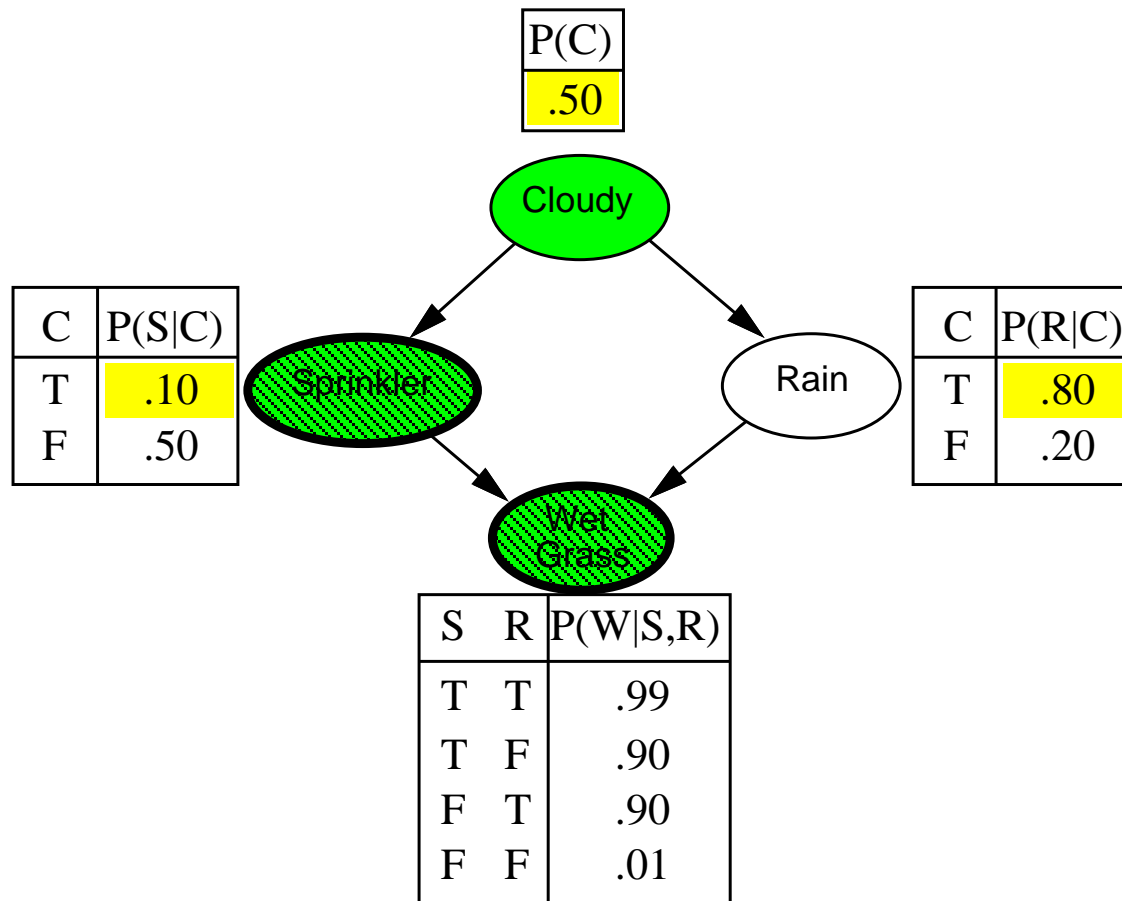 P(C)
.50
Cloudy
C P(S|C)
T .10
F .50
Sprinkler
Rain
C P(R|C)
T .80
F .20
Wet
Grass
S R P(W|S,R)
T T .99
T F .90
F T .90
F F .01